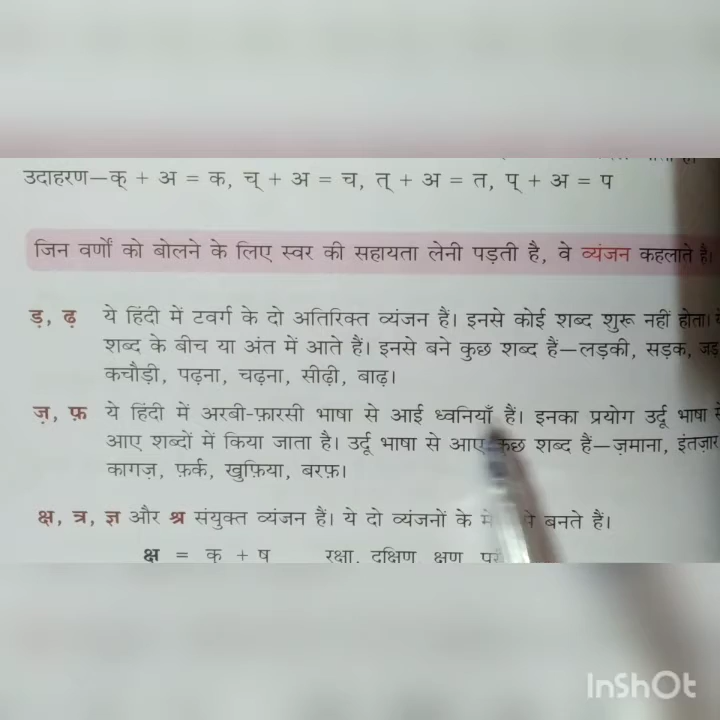 उदाहरण—क् + अ = क, च् + अ = च, त् + अ = त, प् + अ = प
जिन वर्णों को बोलने के लिए स्वर की सहायता लेनी पड़ती है, वे व्यंजन कहलाते हैं।
ड़, ढ़ ये हिंदी में टवर्ग के दो अतिरिक्त व्यंजन हैं। इनसे कोई शब्द शुरू नहीं होता।
शब्द के बीच या अंत में आते हैं। इनसे बने कुछ शब्द हैं—लड़की, सड़क, जड़
कचौड़ी, पढ़ना, चढ़ना, सीढ़ी, बाढ़।
ज़, फ़ ये हिंदी में अरबी-फ़ारसी भाषा से आई ध्वनियाँ हैं। इनका प्रयोग उर्दू भाषा से
आए शब्दों में किया जाता है। उर्दू भाषा से आए कुछ शब्द हैं—ज़माना, इंतज़ार
कागज़, फ़र्क, खुफ़िया, बरफ़।
क्ष, त्र, ज्ञ और श्र संयुक्त व्यंजन हैं। ये दो व्यंजनों के बनते हैं।
क्ष = क् + ष रक्षा, दक्षिण क्षण
InShOt